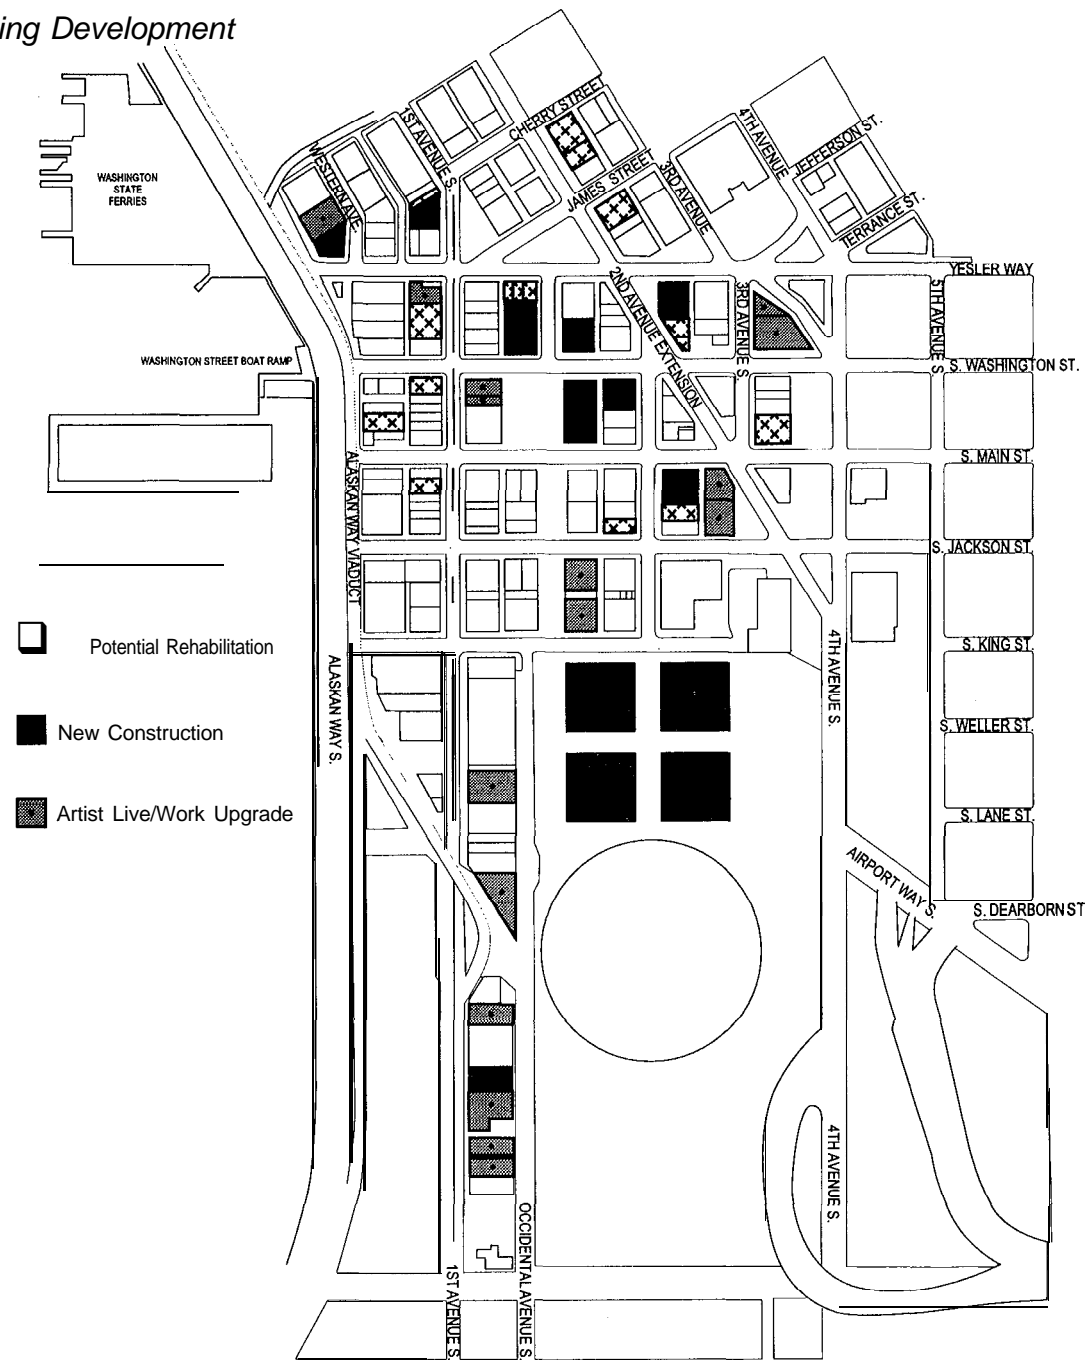 ing Development
CHERRY STREET
1ST AVENUE S.
4TH AVENUE
JEFFERSON ST.
WESTERN AVE.
JAMES STREET
3RD AVENUE
WASHINGTON
STATE
FERRIES
TERRANCE ST.
YESLER WAY
2ND AVENUE EXTENSION
3RD AVENUE S.
5TH AVENUE S.
WASHINGTON STREET BOAT RAMP
S. WASHINGTON ST.
S. MAIN ST.
ALASKAN WAY VIADUCT
S. JACKSON ST.
Potential Rehabilitation
4TH AVENUE S.
S. KING ST.
ALASKAN WAY S.
New Construction
S. WELLER ST.
Artist Live/Work Upgrade
S. LANE ST.
AIRPORT WAY S.
S. DEARBORN ST
4TH AVENUE S.
OCCIDENTAL AVENUE S.
1ST AVENUE S.